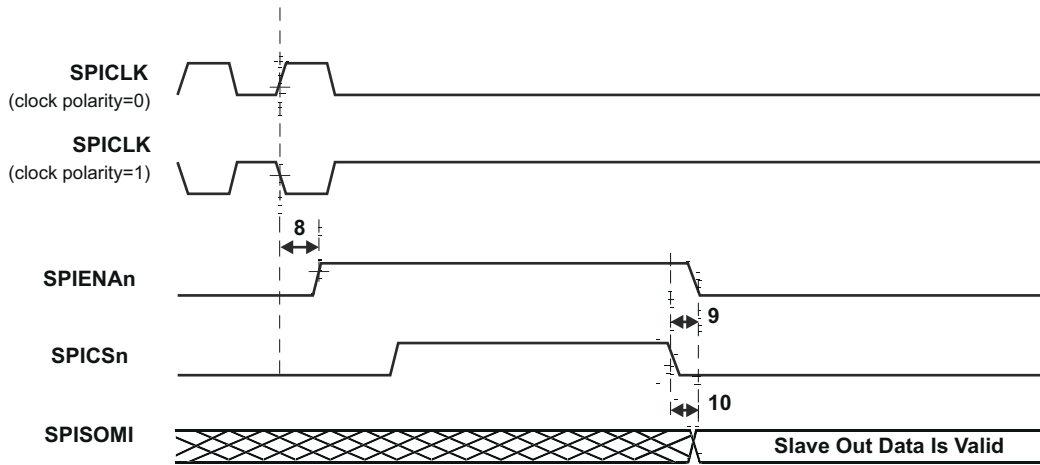 SPICLK
(clock polarity=0)
SPICLK
(clock polarity=1)
8
SPIENAn
9
SPICSn
10
SPISOMI
Slave Out Data Is Valid